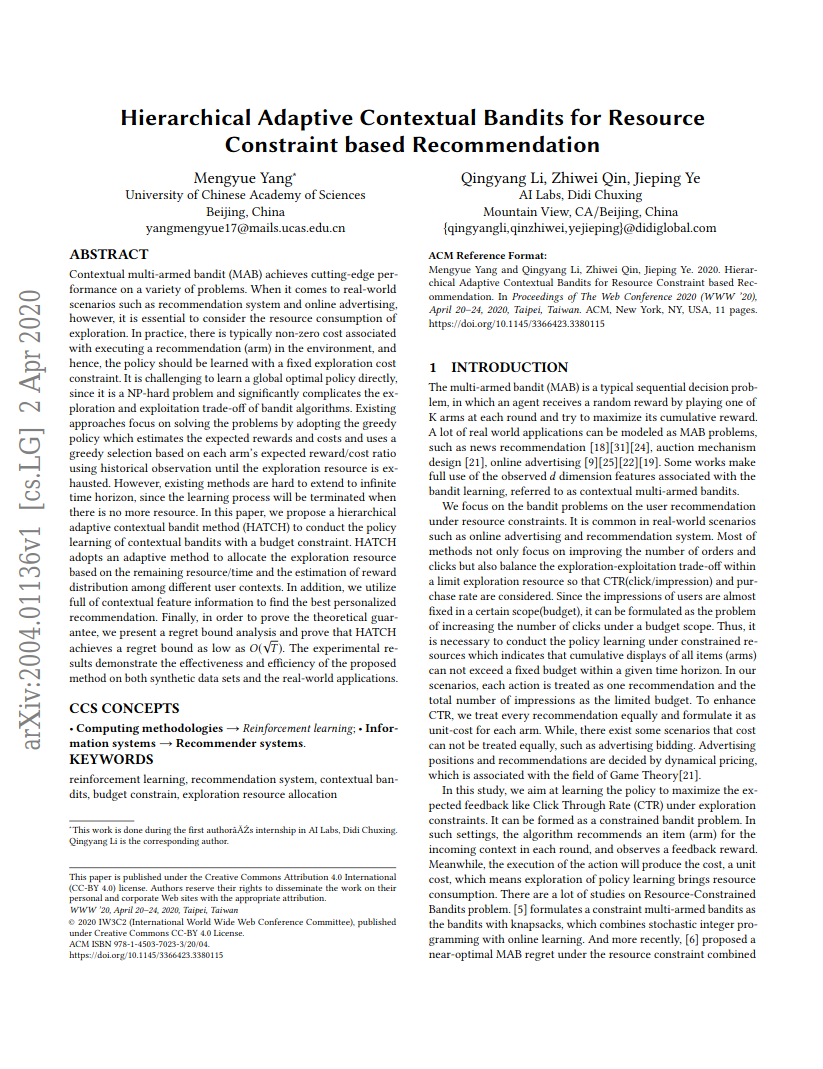 Hierarchical Adaptive Contextual Bandits for Resource
Constraint based Recommendation
Mengyue Yang*
University of Chinese Academy of Sciences
Beijing, China
yangmengyue17@mails.ucas.edu.cn
Qingyang Li, Zhiwei Qin, Jieping Ye
AI Labs, Didi Chuxing
Mountain View, CA/Beijing, China
{qingyangli,qinzhiwei,yejieping}@didiglobal.com
arXiv:2004.01136v1 [cs.LG] 2 Apr 2020
ABSTRACT
Contextual multi-armed bandit (MAB) achieves cutting-edge per-
formance on a variety of problems. When it comes to real-world
scenarios such as recommendation system and online advertising,
however, it is essential to consider the resource consumption of
exploration. In practice, there is typically non-zero cost associated
with executing a recommendation (arm) in the environment, and
hence, the policy should be learned with a fixed exploration cost
constraint. It is challenging to learn a global optimal policy directly,
since it is a NP-hard problem and significantly complicates the ex-
ploration and exploitation trade-off of bandit algorithms. Existing
approaches focus on solving the problems by adopting the greedy
policy which estimates the expected rewards and costs and uses a
greedy selection based on each arm's expected reward/cost ratio
using historical observation until the exploration resource is ex-
hausted. However, existing methods are hard to extend to infinite
time horizon, since the learning process will be terminated when
there is no more resource. In this paper, we propose a hierarchical
adaptive contextual bandit method (HATCH) to conduct the policy
learning of contextual bandits with a budget constraint. HATCH
adopts an adaptive method to allocate the exploration resource
based on the remaining resource/time and the estimation of reward
distribution among different user contexts. In addition, we utilize
full of contextual feature information to find the best personalized
recommendation. Finally, in order to prove the theoretical guar-
antee, we present a regret bound analysis and prove that HATCH
achieves a regret bound as low as O(√T). The experimental re-
sults demonstrate the effectiveness and efficiency of the proposed
method on both synthetic data sets and the real-world applications.
CCS CONCEPTS
• Computing methodologies → Reinforcement learning; • Infor-
mation systems → Recommender systems.
KEYWORDS
reinforcement learning, recommendation system, contextual ban-
dits, budget constrain, exploration resource allocation
*This work is done during the first authorâĂŹs internship in AI Labs, Didi Chuxing.
Qingyang Li is the corresponding author.
This paper is published under the Creative Commons Attribution 4.0 International
(CC-BY 4.0) license. Authors reserve their rights to disseminate the work on their
personal and corporate Web sites with the appropriate attribution.
WWW '20, April 20–24, 2020, Taipei, Taiwan
© 2020 IW3C2 (International World Wide Web Conference Committee), published
under Creative Commons CC-BY 4.0 License.
ACM ISBN 978-1-4503-7023-3/20/04.
https://doi.org/10.1145/3366423.3380115
ACM Reference Format:
Mengyue Yang and Qingyang Li, Zhiwei Qin, Jieping Ye. 2020. Hierar-
chical Adaptive Contextual Bandits for Resource Constraint based Rec-
ommendation. In Proceedings of The Web Conference 2020 (WWW '20),
April 20–24, 2020, Taipei, Taiwan. ACM, New York, NY, USA, 11 pages.
https://doi.org/10.1145/3366423.3380115
1 INTRODUCTION
The multi-armed bandit (MAB) is a typical sequential decision prob-
lem, in which an agent receives a random reward by playing one of
K arms at each round and try to maximize its cumulative reward.
A lot of real world applications can be modeled as MAB problems,
such as news recommendation [18][31][24], auction mechanism
design [21], online advertising [9][25][22][19]. Some works make
full use of the observed d dimension features associated with the
bandit learning, referred to as contextual multi-armed bandits.
We focus on the bandit problems on the user recommendation
under resource constraints. It is common in real-world scenarios
such as online advertising and recommendation system. Most of
methods not only focus on improving the number of orders and
clicks but also balance the exploration-exploitation trade-off within
a limit exploration resource so that CTR(click/impression) and pur-
chase rate are considered. Since the impressions of users are almost
fixed in a certain scope(budget), it can be formulated as the problem
of increasing the number of clicks under a budget scope. Thus, it
is necessary to conduct the policy learning under constrained re-
sources which indicates that cumulative displays of all items (arms)
can not exceed a fixed budget within a given time horizon. In our
scenarios, each action is treated as one recommendation and the
total number of impressions as the limited budget. To enhance
CTR, we treat every recommendation equally and formulate it as
unit-cost for each arm. While, there exist some scenarios that cost
can not be treated equally, such as advertising bidding. Advertising
positions and recommendations are decided by dynamical pricing,
which is associated with the field of Game Theory[21].
In this study, we aim at learning the policy to maximize the ex-
pected feedback like Click Through Rate (CTR) under exploration
constraints. It can be formed as a constrained bandit problem. In
such settings, the algorithm recommends an item (arm) for the
incoming context in each round, and observes a feedback reward.
Meanwhile, the execution of the action will produce the cost, a unit
cost, which means exploration of policy learning brings resource
consumption. There are a lot of studies on Resource-Constrained
Bandits problem. [5] formulates a constraint multi-armed bandits as
the bandits with knapsacks, which combines stochastic integer pro-
gramming with online learning. And more recently, [6] proposed a
near-optimal MAB regret under the resource constraint combined